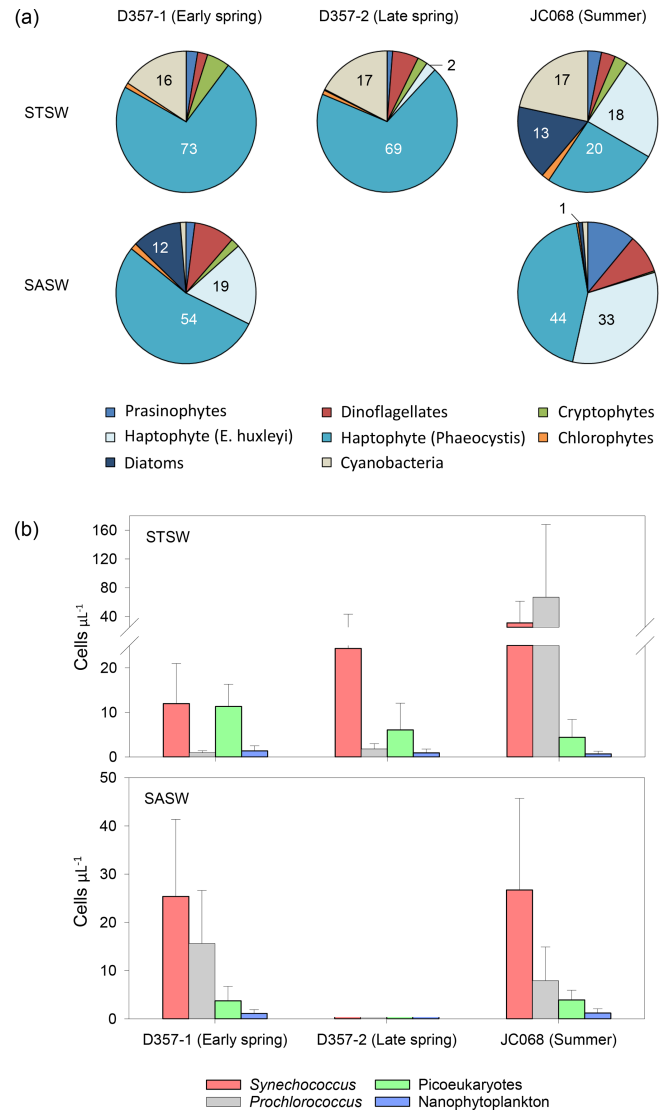 (a)
D357-1 (Early spring)
D357-2 (Late spring)
JC068 (Summer)
STSW
16
73
17
2
69
17
18
13
20
SASW
12
19
54
1
44
33
Prasinophytes
Dinoflagellates
Cryptophytes
Haptophyte (E. huxleyi)
Haptophyte (Phaeocystis)
Chlorophytes
Diatoms
Cyanobacteria
(b)
STSW
160
120
80
40
20
10
0
Cells µL-1
SASW
50
40
30
20
10
0
Cells µL-1
D357-1 (Early spring)
D357-2 (Late spring)
JC068 (Summer)
Synechococcus
Picoeukaryotes
Prochlorococcus
Nanophytoplankton